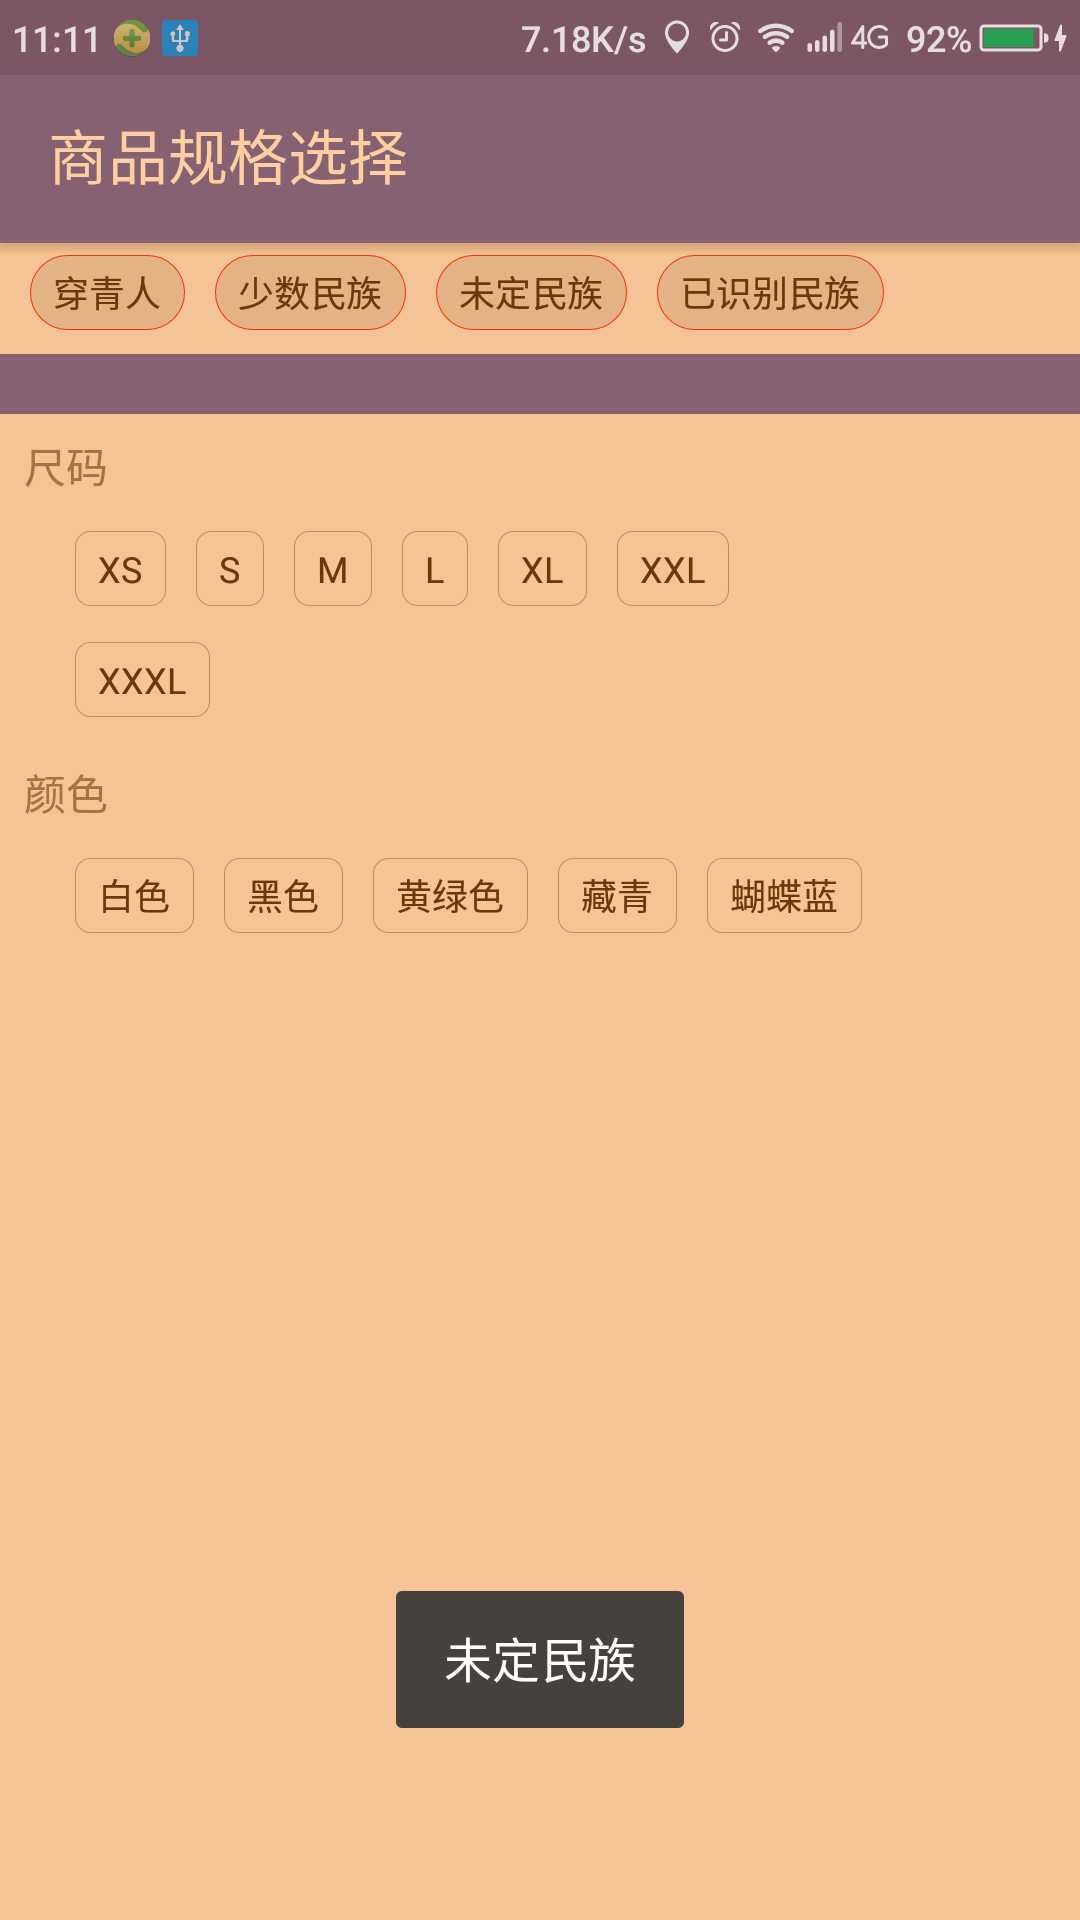 11:11 7.18K/s 4G 92%
商品规格选择
穿青人 少数民族 未定民族 已识别民族
尺码
XS S M L XL XXL
XXXL
颜色
白色 黑色 黄绿色 藏青 蝴蝶蓝
未定民族